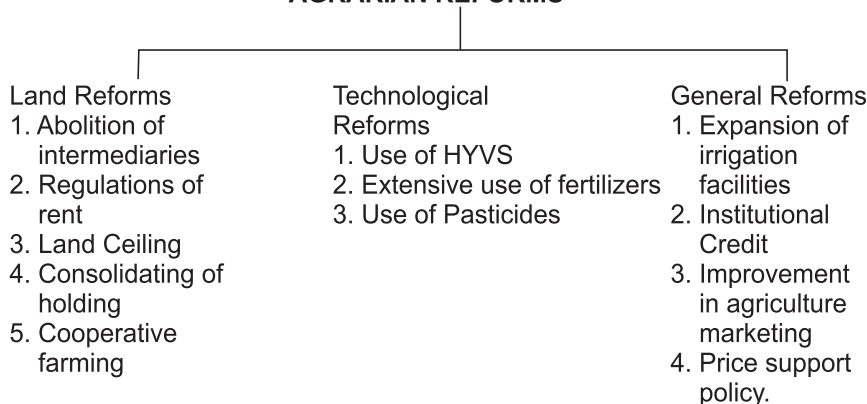 AGRARIAN REFORMS
Land Reforms
1. Abolition of
intermediaries
2. Regulations of
rent
3. Land Ceiling
4. Consolidating of
holding
5. Cooperative
farming
Technological
Reforms
1. Use of HYVS
2. Extensive use of fertilizers
3. Use of Pasticides
General Reforms
1. Expansion of
irrigation
facilities
2. Institutional
Credit
3. Improvement
in agriculture
marketing
4. Price support
policy.